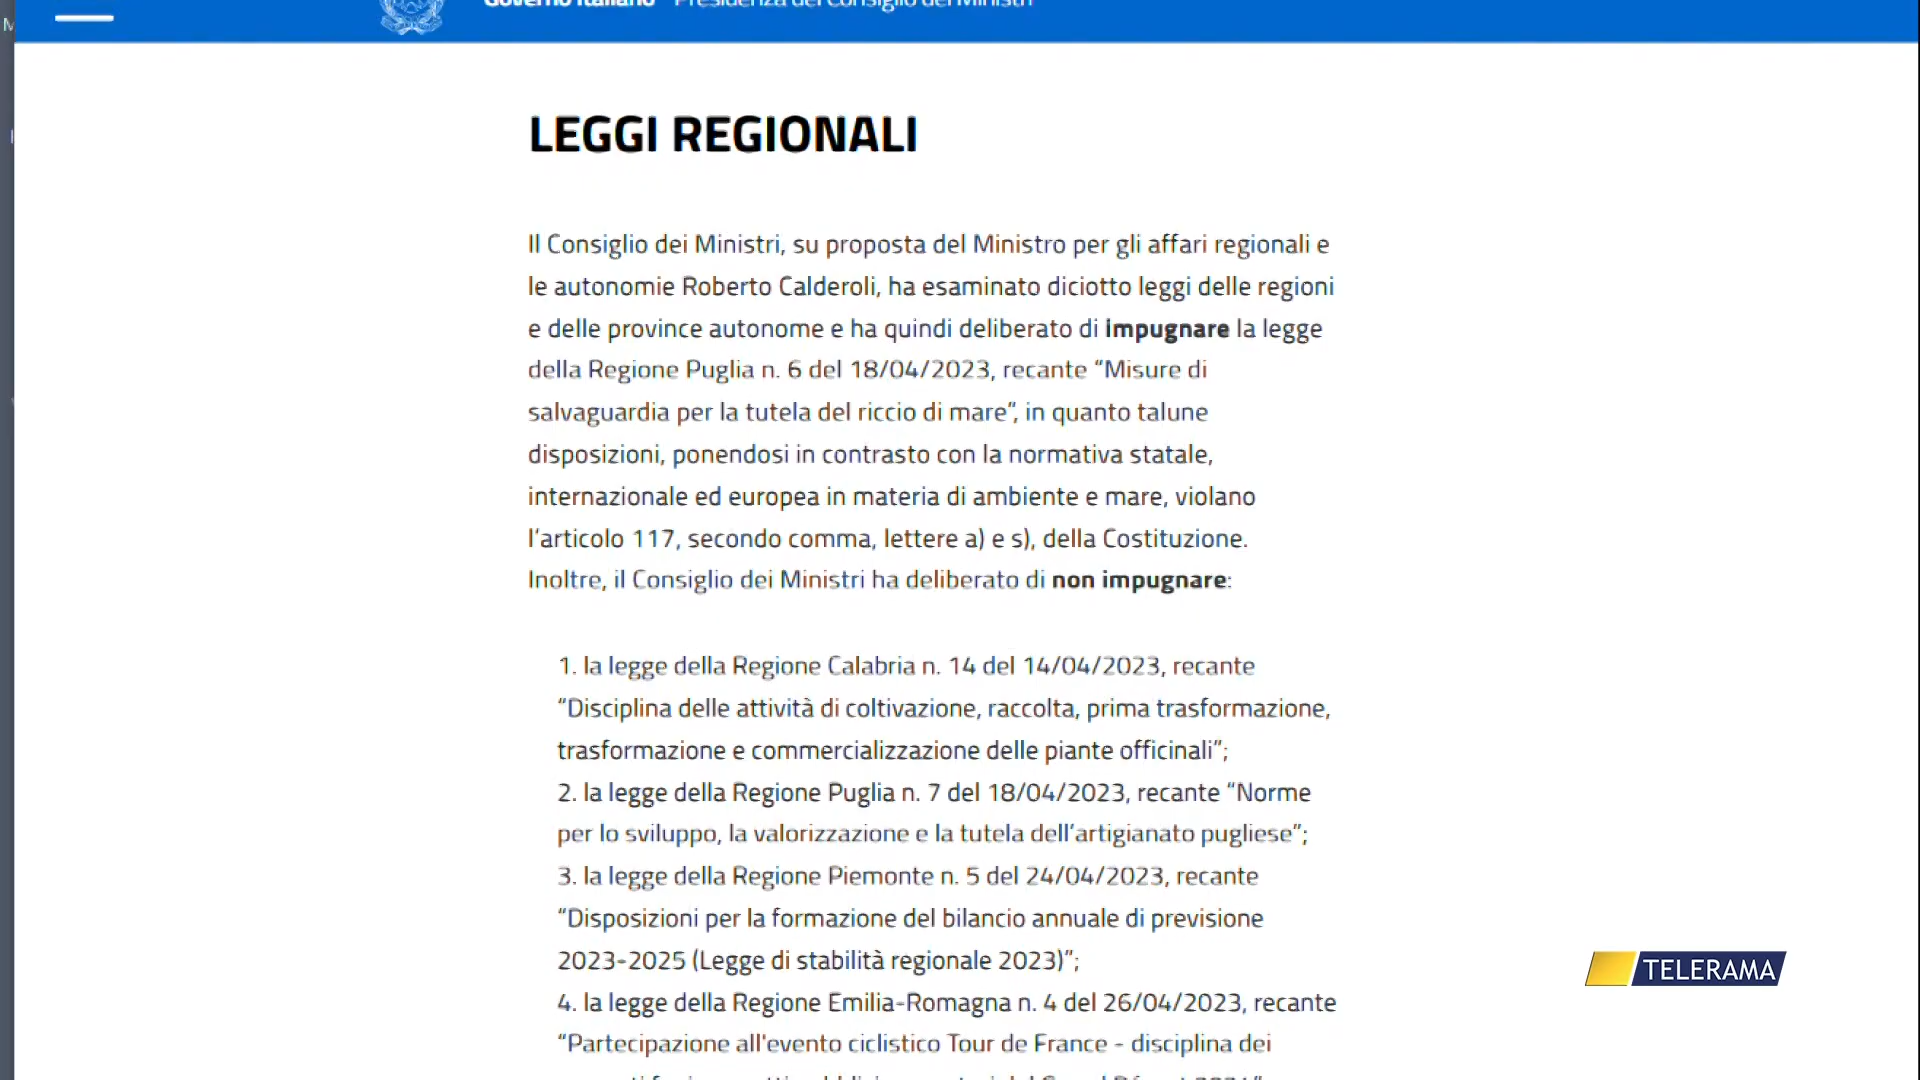 Governo Italiano Presidenza del Consiglio dei Ministri
LEGGI REGIONALI
Il Consiglio dei Ministri, su proposta del Ministro per gli affari regionali e
le autonomie Roberto Calderoli, ha esaminato diciotto leggi delle regioni
e delle province autonome e ha quindi deliberato di impugnare la legge
della Regione Puglia n. 6 del 18/04/2023, recante “Misure di
salvaguardia per la tutela del riccio di mare”, in quanto talune
disposizioni, ponendosi in contrasto con la normativa statale,
internazionale ed europea in materia di ambiente e mare, violano
l’articolo 117, secondo comma, lettere a) e s), della Costituzione.
Inoltre, il Consiglio dei Ministri ha deliberato di non impugnare:
1. la legge della Regione Calabria n. 14 del 14/04/2023, recante
“Disciplina delle attività di coltivazione, raccolta, prima trasformazione,
trasformazione e commercializzazione delle piante officinali”;
2. la legge della Regione Puglia n. 7 del 18/04/2023, recante “Norme
per lo sviluppo, la valorizzazione e la tutela dell’artigianato pugliese”;
3. la legge della Regione Piemonte n. 5 del 24/04/2023, recante
“Disposizioni per la formazione del bilancio annuale di previsione
2023-2025 (Legge di stabilità regionale 2023)”;
TELERAMA
4. la legge della Regione Emilia-Romagna n. 4 del 26/04/2023, recante
“Partecipazione all'evento ciclistico Tour de France - disciplina dei